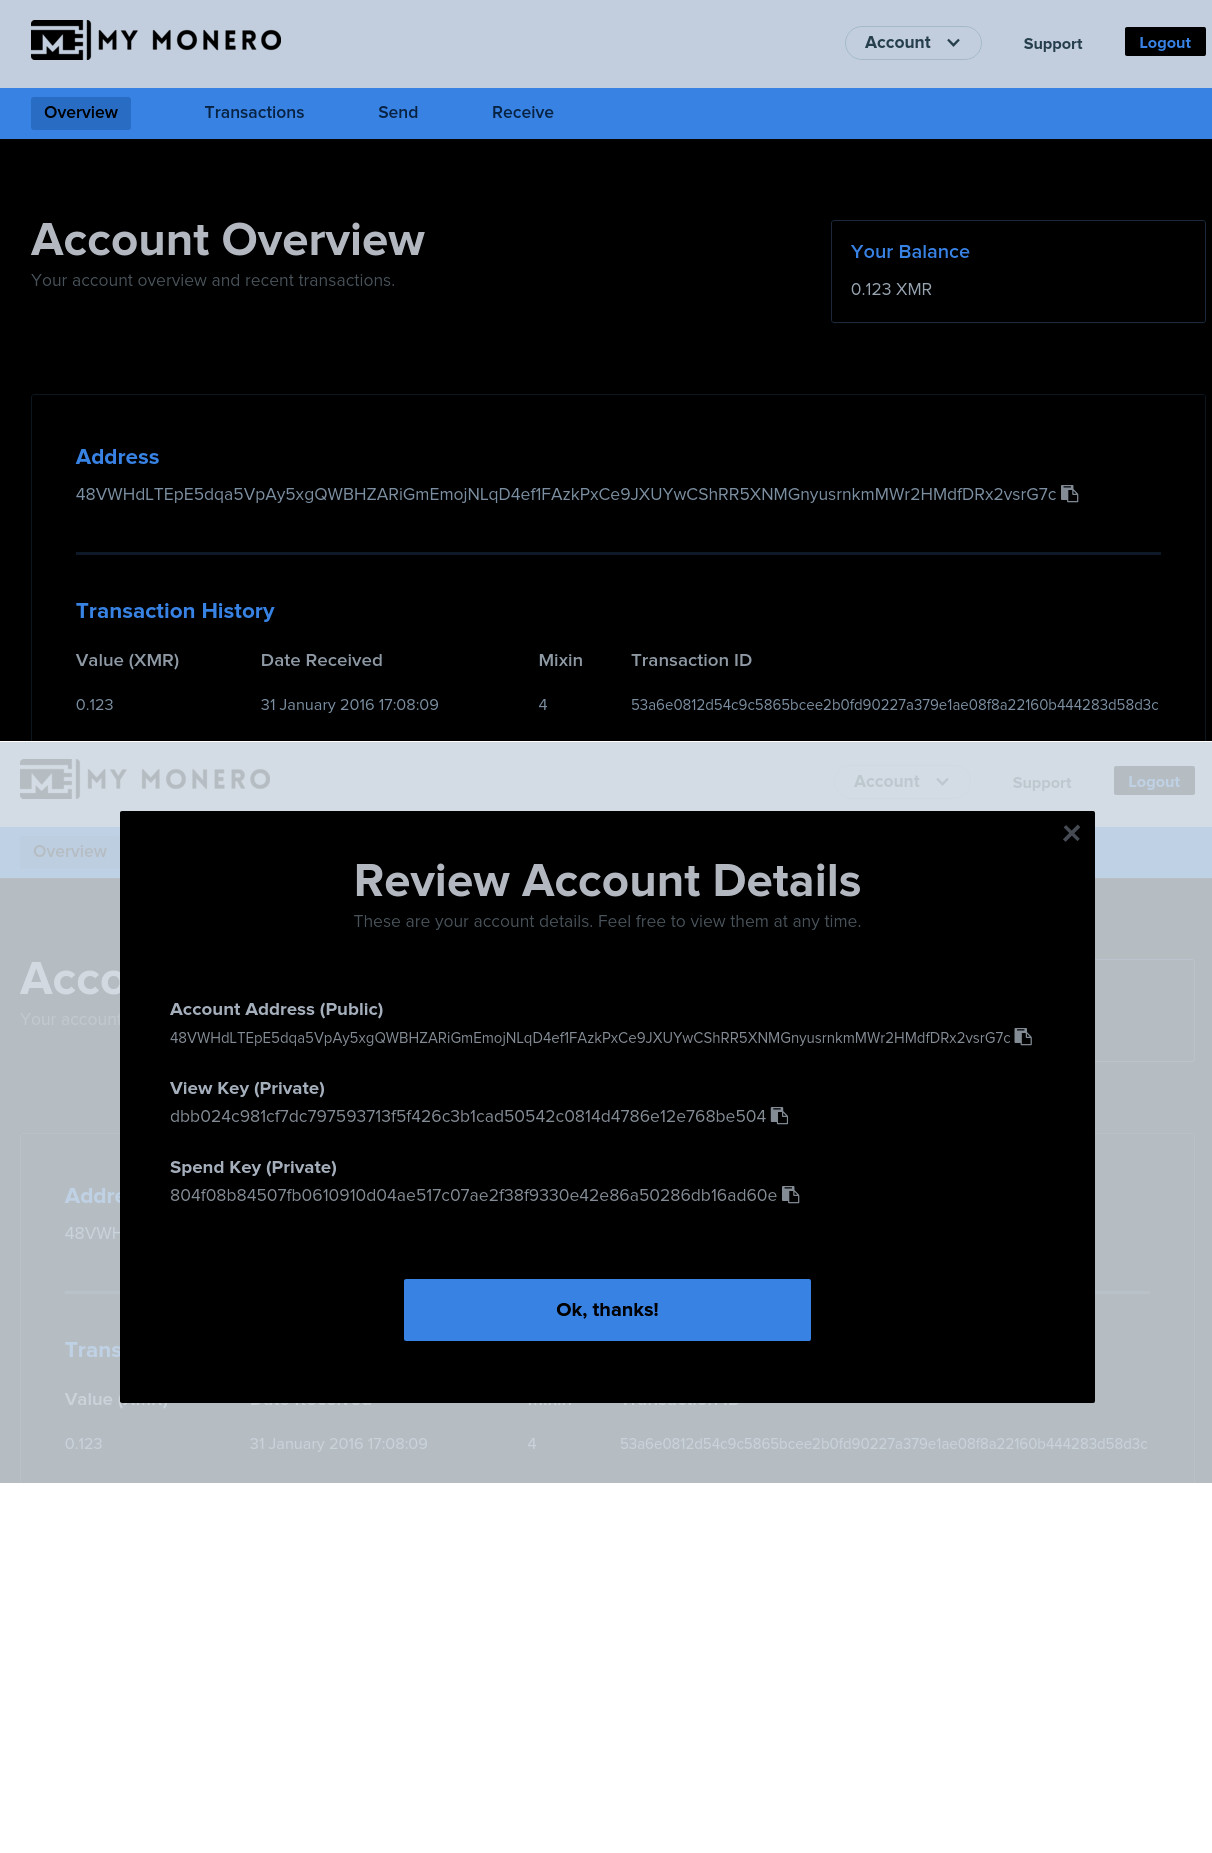 MY MONERO
Account
Support
Logout
Overview
Transactions
Send
Receive
Account Overview
Your account overview and recent transactions.
Your Balance
0.123 XMR
Address
48VWHdLTEpE5dqa5VpAy5xgQWBHZARiGmEmojNLqD4ef1FAzkPxCe9JXUYwCShRR5XNMGnyusrnkmMWr2HMdfDRx2vsrG7c
Transaction History
Value (XMR) Date Received Mixin Transaction ID
0.123 31 January 2016 17:08:09 4 53a6e0812d54c9c5865bcee2b0fd90227a379e1ae08f8a22160b444283d58d3c
MY MONERO
Account
Support
Logout
Overview
Review Account Details
These are your account details. Feel free to view them at any time.
Acco
Your account
Account Address (Public)
48VWHdLTEpE5dqa5VpAy5xgQWBHZARiGmEmojNLqD4ef1FAzkPxCe9JXUYwCShRR5XNMGnyusrnkmMWr2HMdfDRx2vsrG7c
View Key (Private)
dbb024c981cf7dc797593713f5f426c3b1cad50542c0814d4786e12e768be504
Spend Key (Private)
804f08b84507fb0610910d04ae517c07ae2f38f9330e42e86a50286db16ad60e
Addre
48VWH
Ok, thanks!
Trans
Value
0.123 31 January 2016 17:08:09 4 53a6e0812d54c9c5865bcee2b0fd90227a379e1ae08f8a22160b444283d58d3c